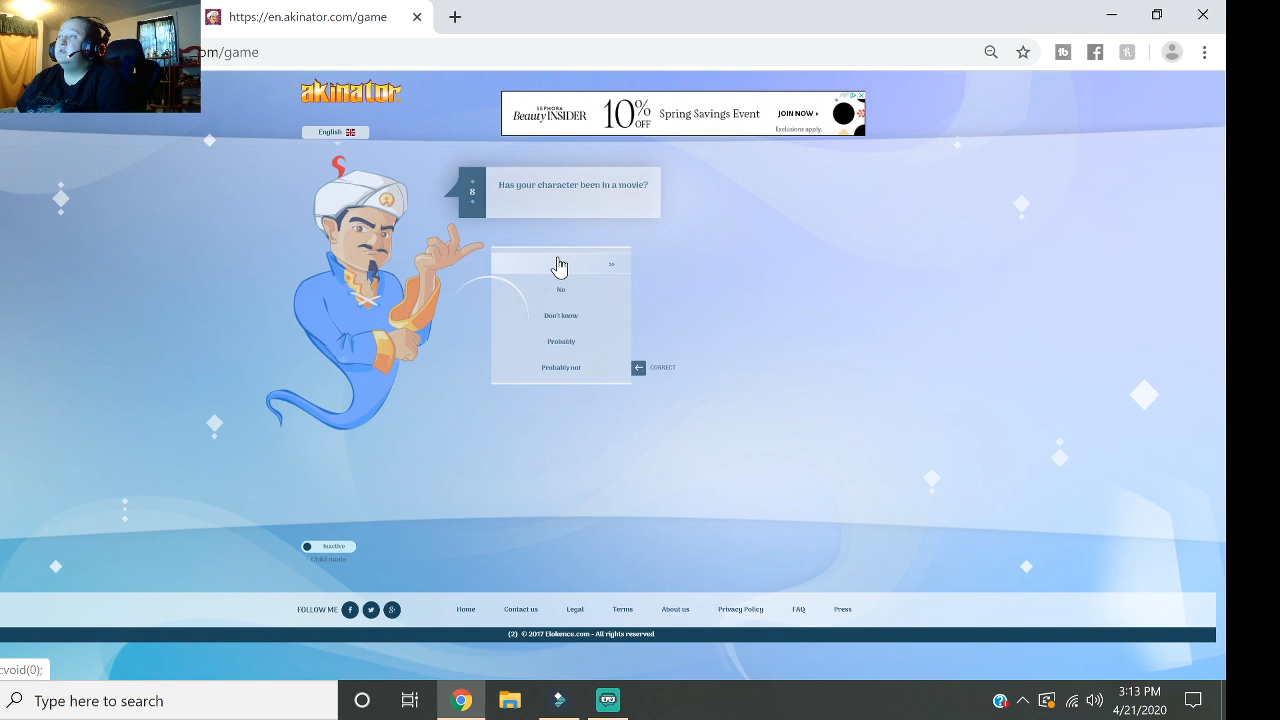 https://en.akinator.com/game
om/game
akinator
SEPHORA
Beauty INSIDER
10% OFF
Spring Savings Event
JOIN NOW
Exclusions apply.
English
8
Has your character been in a movie?
No
Don't know
Probably
Probably not
CORRECT
Inactive
Child mode
FOLLOW ME
Home
Contact us
Legal
Terms
About us
Privacy Policy
FAQ
Press
(2) © 2017 Elokence.com - All rights reserved
:void(0);
Type here to search
3:13 PM
4/21/2020